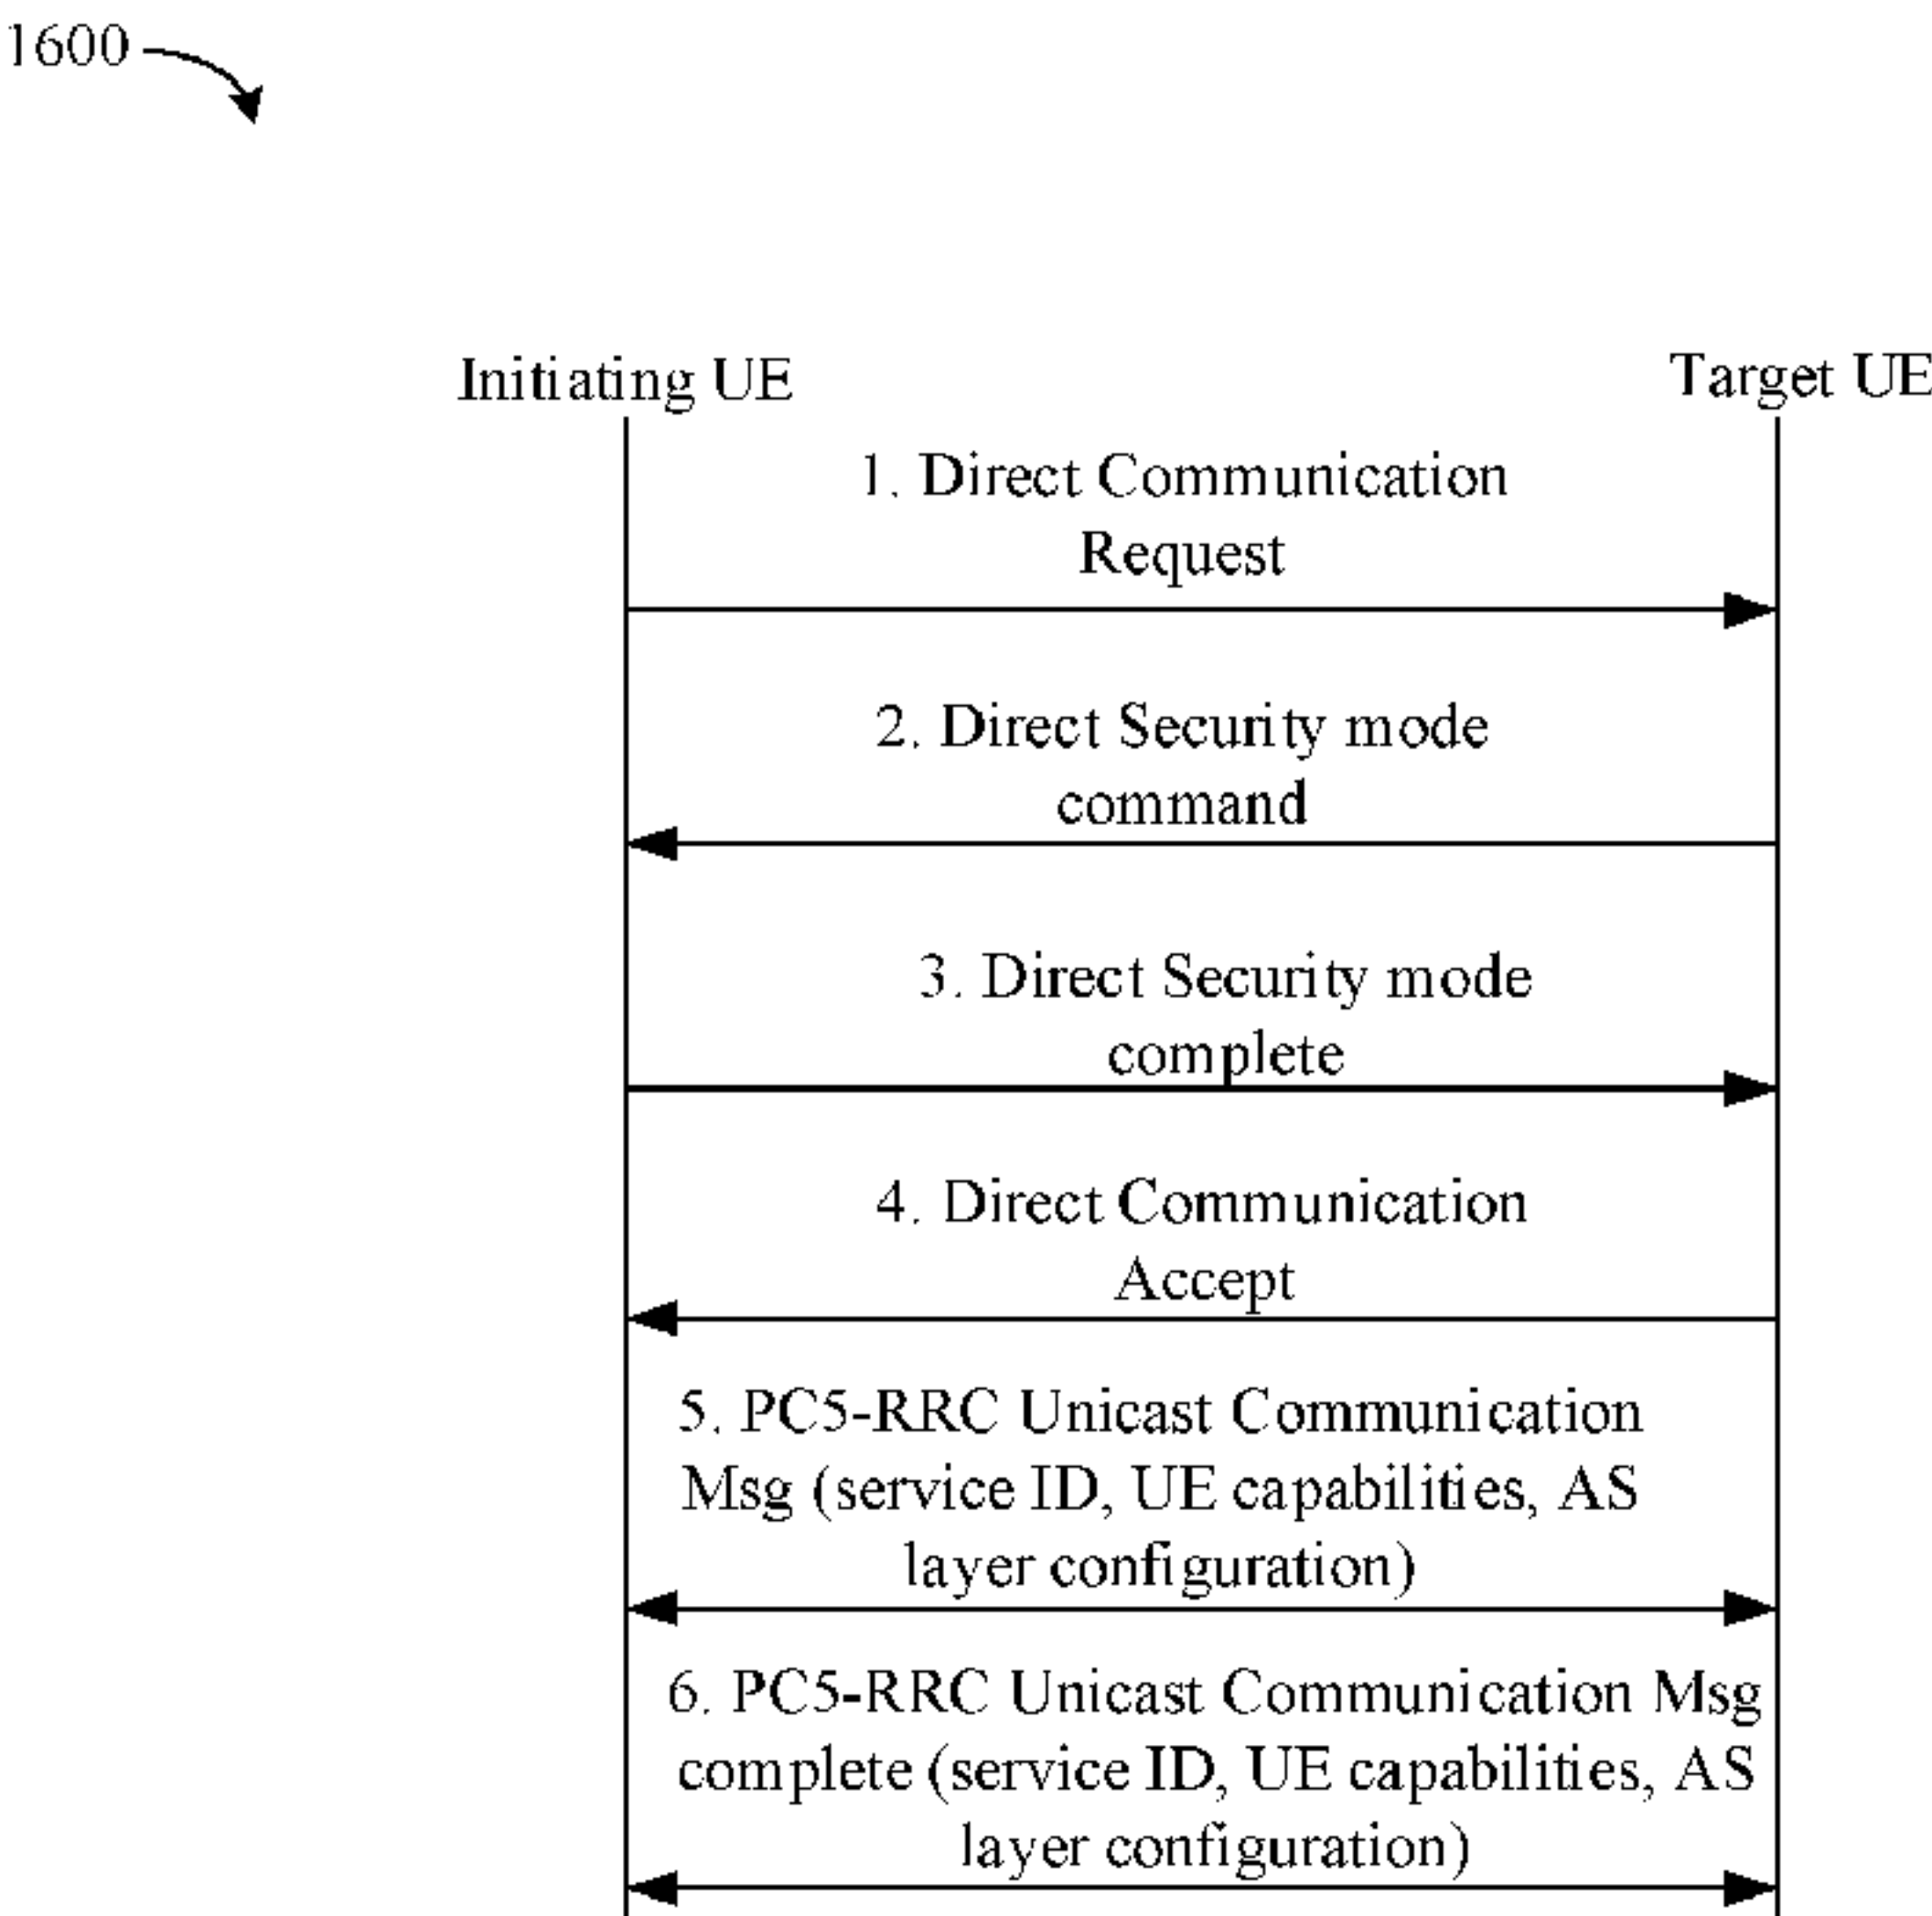 1600
Initiating UE
Target UE
1. Direct Communication
Request
2. Direct Security mode
command
3. Direct Security mode
complete
4. Direct Communication
Accept
5. PC5-RRC Unicast Communication
Msg (service ID, UE capabilities, AS
layer configuration)
6. PC5-RRC Unicast Communication Msg
complete (service ID, UE capabilities, AS
layer configuration)